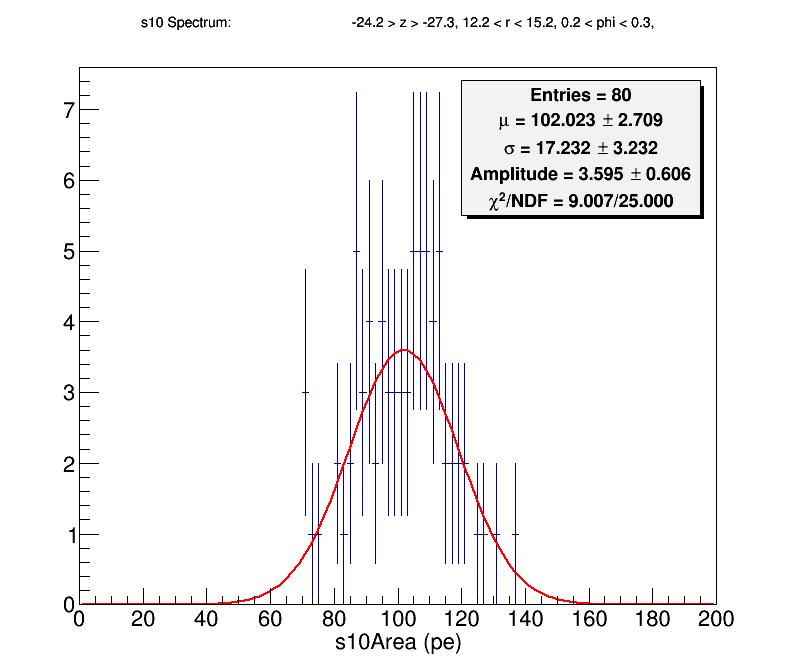 s10 Spectrum: -24.2 > z > -27.3, 12.2 < r < 15.2, 0.2 < phi < 0.3,
Entries = 80
μ = 102.023 ± 2.709
σ = 17.232 ± 3.232
Amplitude = 3.595 ± 0.606
χ²/NDF = 9.007/25.000
7
6
5
4
3
2
1
0
0 20 40 60 80 100 120 140 160 180 200
s10Area (pe)